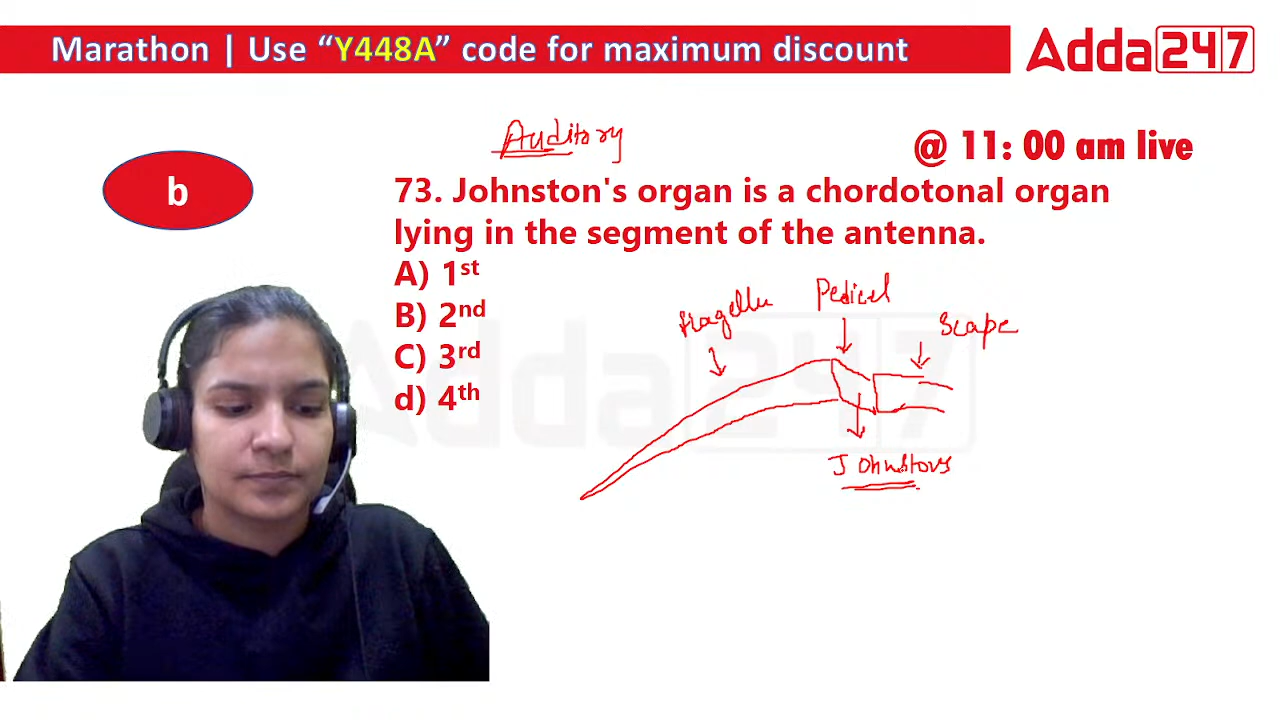 Marathon | Use “Y448A” code for maximum discount
Adda247
Auditory
@ 11: 00 am live
b
73. Johnston's organ is a chordotonal organ
lying in the segment of the antenna.
A) 1st
B) 2nd
C) 3rd
d) 4th
Pedicel
Scape
Adda247